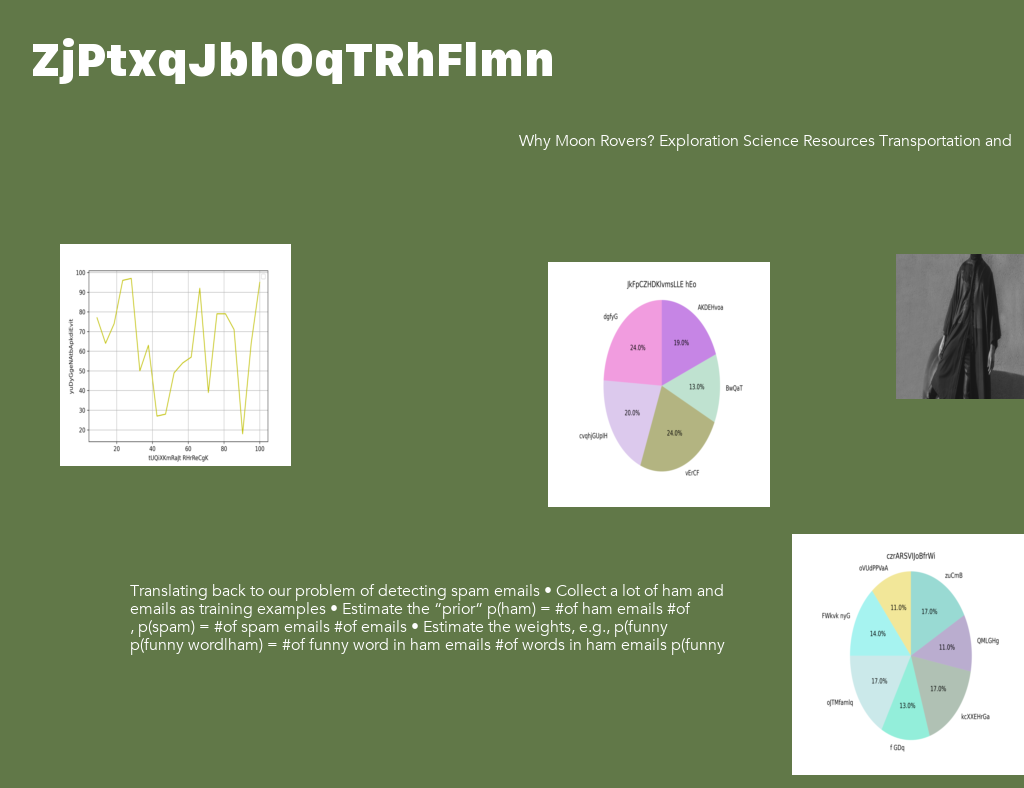 ZjPtxqJbhOqTRhFlmn
Why Moon Rovers? Exploration Science Resources Transportation and
100
90
80
70
60
50
40
30
20
20 40 60 80 100
yuDyGgeNAtbApkdiEvit
tUQiXKmRaJt RHrReCgK
JkFpCZHDKlvmsLLE hEo
dgfyG
AKDEHvoa
24.0%
19.0%
13.0%
BwQaT
20.0%
24.0%
cvqhjGUplH
vErCF
czrARSVIJoBfrWi
oVUdPPVaA
zuCmB
11.0%
17.0%
FWkvk nyG
14.0%
11.0%
QMLGHg
17.0%
17.0%
ojTMfamlq
13.0%
kcXXEHrGa
f GDq
Translating back to our problem of detecting spam emails • Collect a lot of ham and
emails as training examples • Estimate the “prior” p(ham) = #of ham emails #of
, p(spam) = #of spam emails #of emails • Estimate the weights, e.g., p(funny
p(funny wordlham) = #of funny word in ham emails #of words in ham emails p(funny